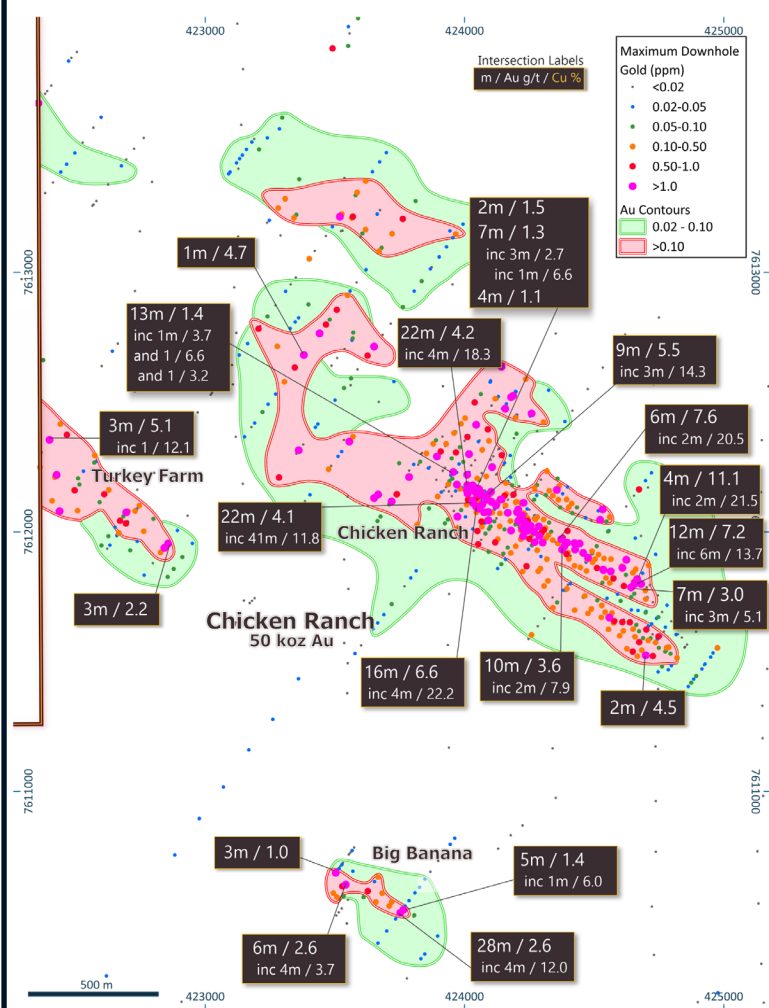 423000
424000
425000
Intersection Labels
m / Au g/t / Cu %
Maximum Downhole
Gold (ppm)
<0.02
0.02-0.05
0.05-0.10
0.10-0.50
0.50-1.0
>1.0
Au Contours
0.02 - 0.10
>0.10
7613000
7613000
2m / 1.5
7m / 1.3
inc 3m / 2.7
inc 1m / 6.6
4m / 1.1
1m / 4.7
13m / 1.4
inc 1m / 3.7
and 1 / 6.6
and 1 / 3.2
22m / 4.2
inc 4m / 18.3
9m / 5.5
inc 3m / 14.3
6m / 7.6
inc 2m / 20.5
3m / 5.1
inc 1 / 12.1
Turkey Farm
4m / 11.1
inc 2m / 21.5
22m / 4.1
inc 41m / 11.8
Chicken Ranch
12m / 7.2
inc 6m / 13.7
7612000
3m / 2.2
7m / 3.0
inc 3m / 5.1
Chicken Ranch
50 koz Au
16m / 6.6
inc 4m / 22.2
10m / 3.6
inc 2m / 7.9
2m / 4.5
7611000
7611000
3m / 1.0
Big Banana
5m / 1.4
inc 1m / 6.0
6m / 2.6
inc 4m / 3.7
28m / 2.6
inc 4m / 12.0
500 m
423000
424000
425000